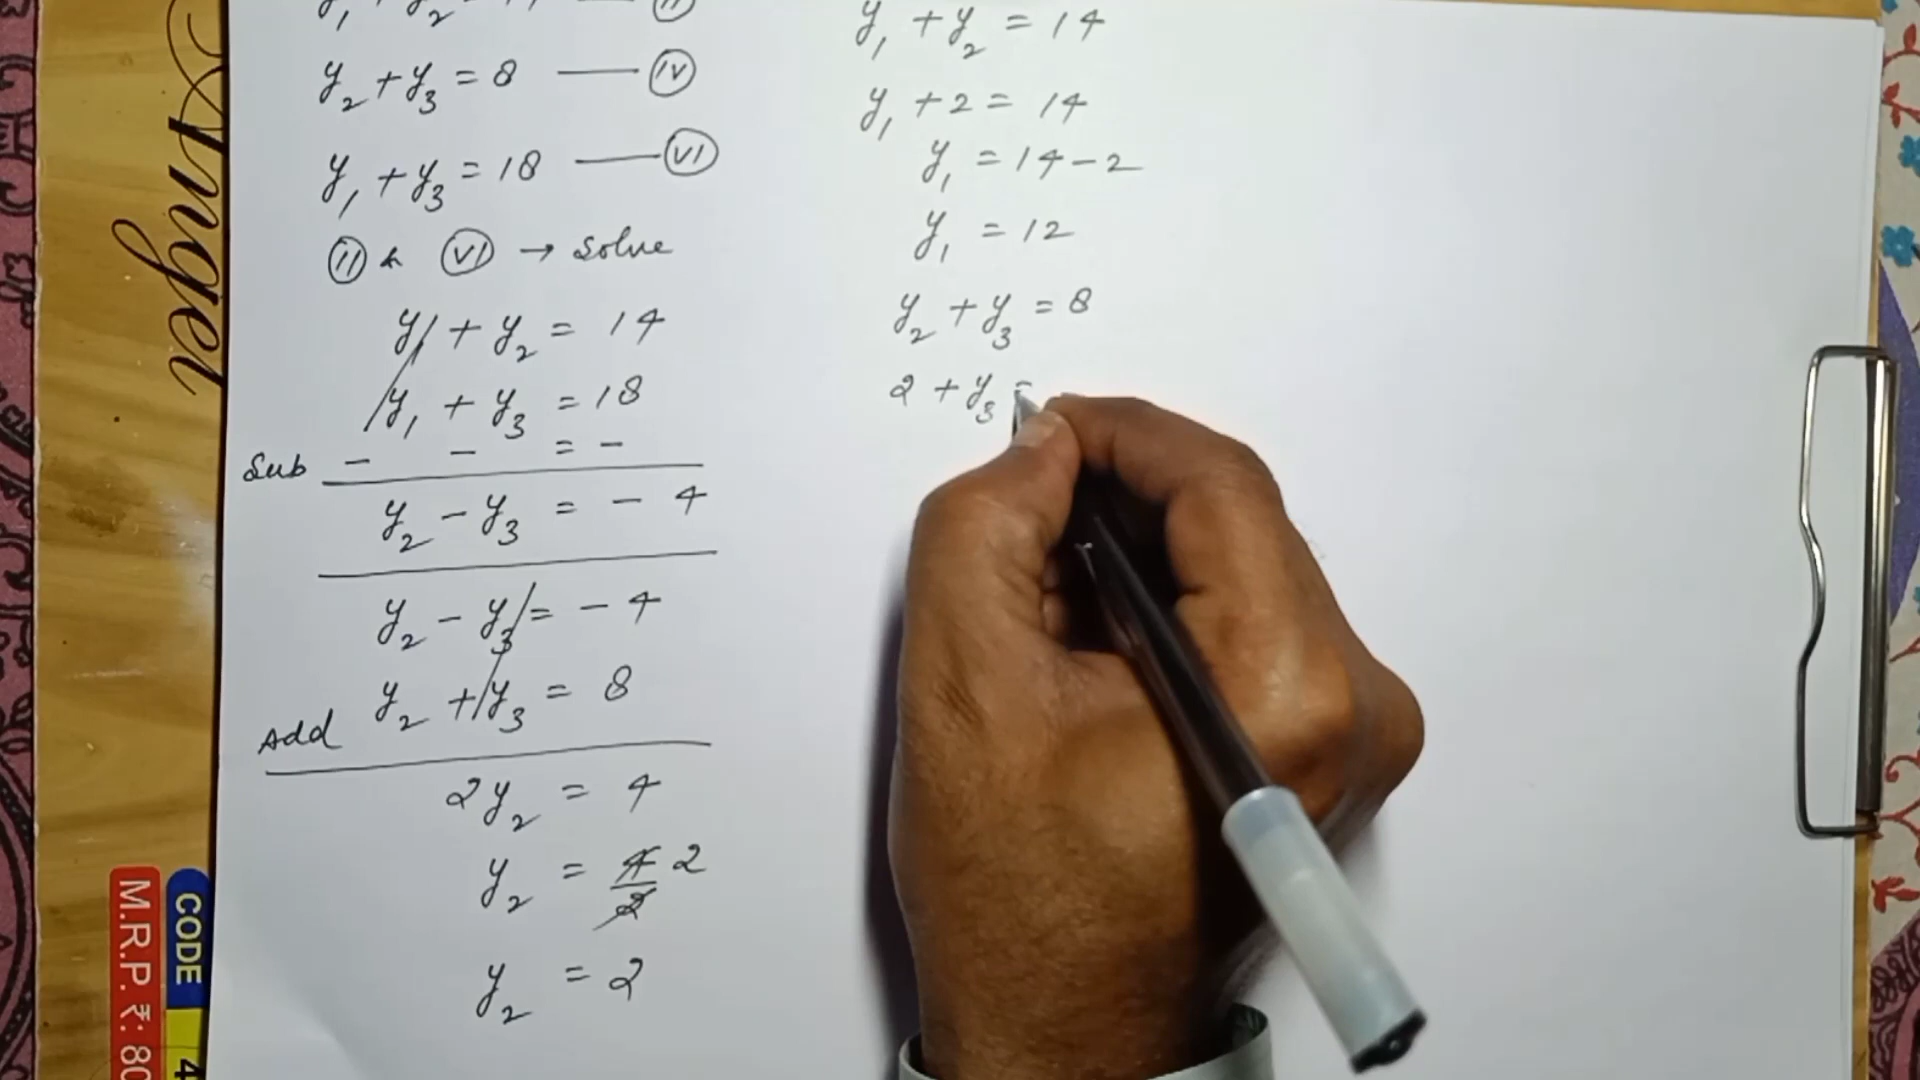 y₂ + y₃ = 8 —— (IV)
y₁ + y₃ = 18 —— (VI)
(II) & (VI) → Solve
y₁ + y₂ = 14
y₁ + y₃ = 18
Sub - - = -
y₂ - y₃ = - 4
y₂ - y₃ = - 4
y₂ + y₃ = 8
Add
2y₂ = 4
y₂ = 4/2 2
y₂ = 2
y₁ + y₂ = 14
y₁ + 2 = 14
y₁ = 14 - 2
y₁ = 12
y₂ + y₃ = 8
2 + y₃ =
Angel
CODE
4
M.R.P. ₹: 80